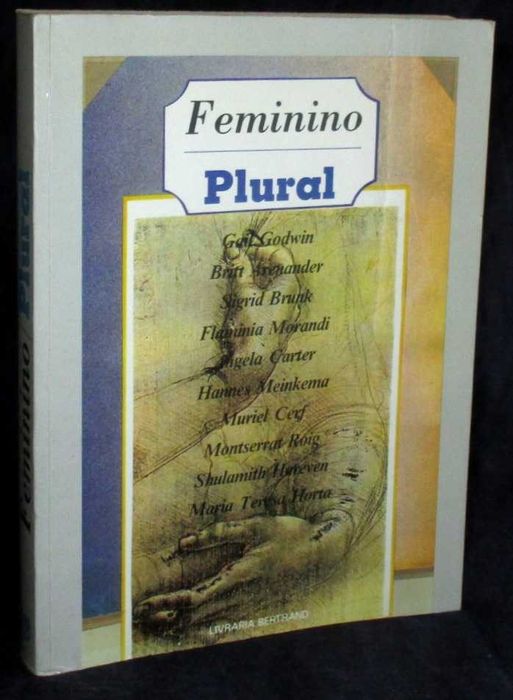 Feminino
Plural
Gail Godwin
Britt Arenander
Sigrid Brunk
Flaminia Morandi
Angela Carter
Hannes Meinkema
Muriel Cerf
Montserrat Roig
Shulamith Hareven
Maria Teresa Horta
LIVRARIA BERTRAND
Feminino / Plural